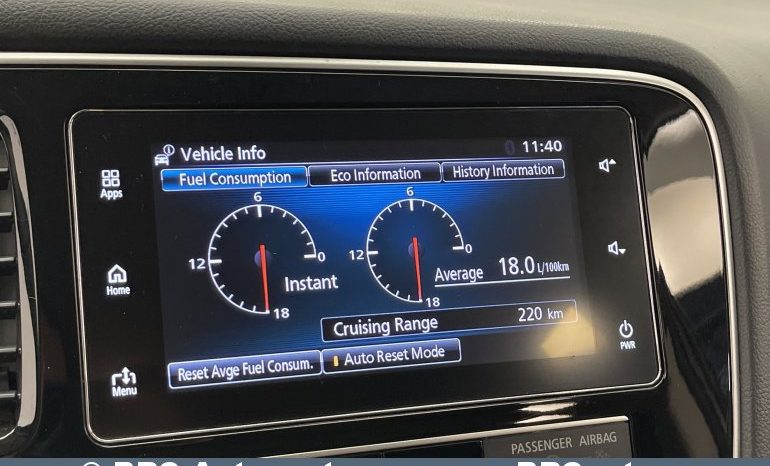 Vehicle Info
11:40
Fuel Consumption
Eco Information
History Information
Apps
6
6
12
0
12
0
Instant
Average 18.0 L/100km
Home
18
18
Cruising Range 220 km
Reset Avge Fuel Consum.
Auto Reset Mode
PWR
Menu
PASSENGER AIRBAG